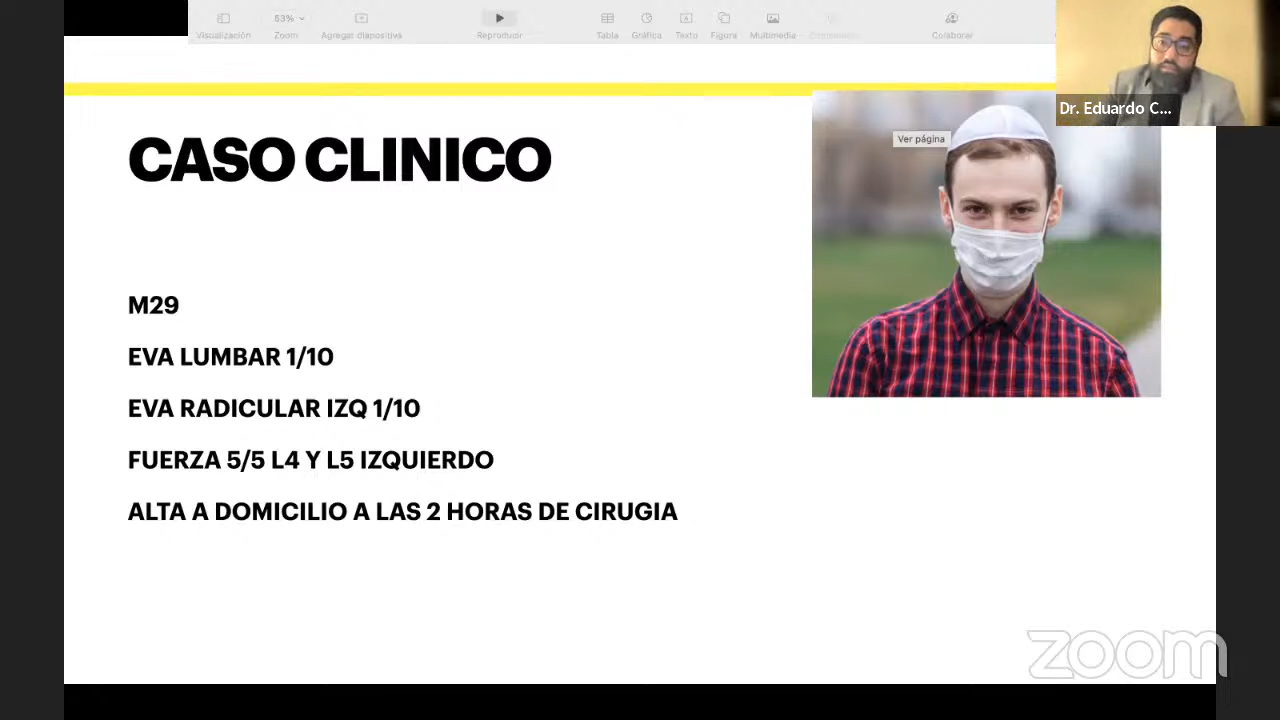 53%
Visualización
Zoom
Agregar diapositiva
Reproducir
Tabla
Gráfica
Texto
Figura
Multimedia
Comentario
Colaborar
Dr. Eduardo C...
Ver página
CASO CLINICO
M29
EVA LUMBAR 1/10
EVA RADICULAR IZQ 1/10
FUERZA 5/5 L4 Y L5 IZQUIERDO
ALTA A DOMICILIO A LAS 2 HORAS DE CIRUGIA
zoom